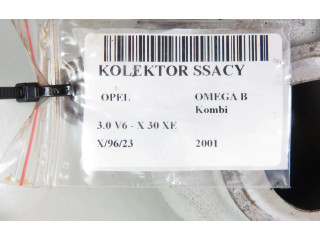 KOLEKTOR SSACY
OPEL OMEGA B
Kombi
3.0 V6 - X 30 XE
X/96/23 2001